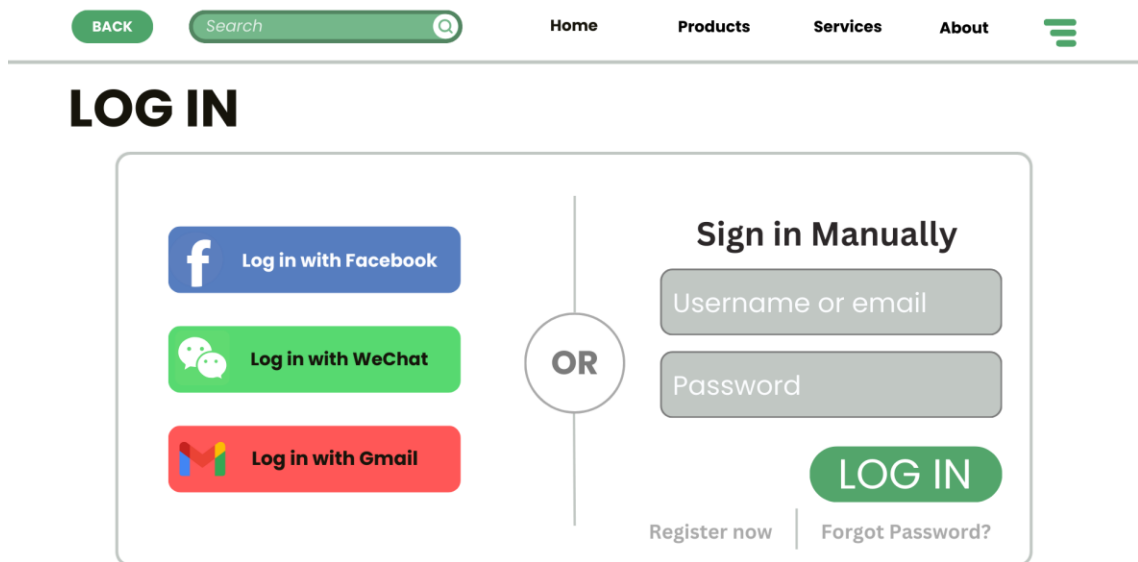 BACK
Search
Home
Products
Services
About
LOG IN
Log in with Facebook
Log in with WeChat
Log in with Gmail
OR
Sign in Manually
Username or email
Password
LOG IN
Register now
Forgot Password?